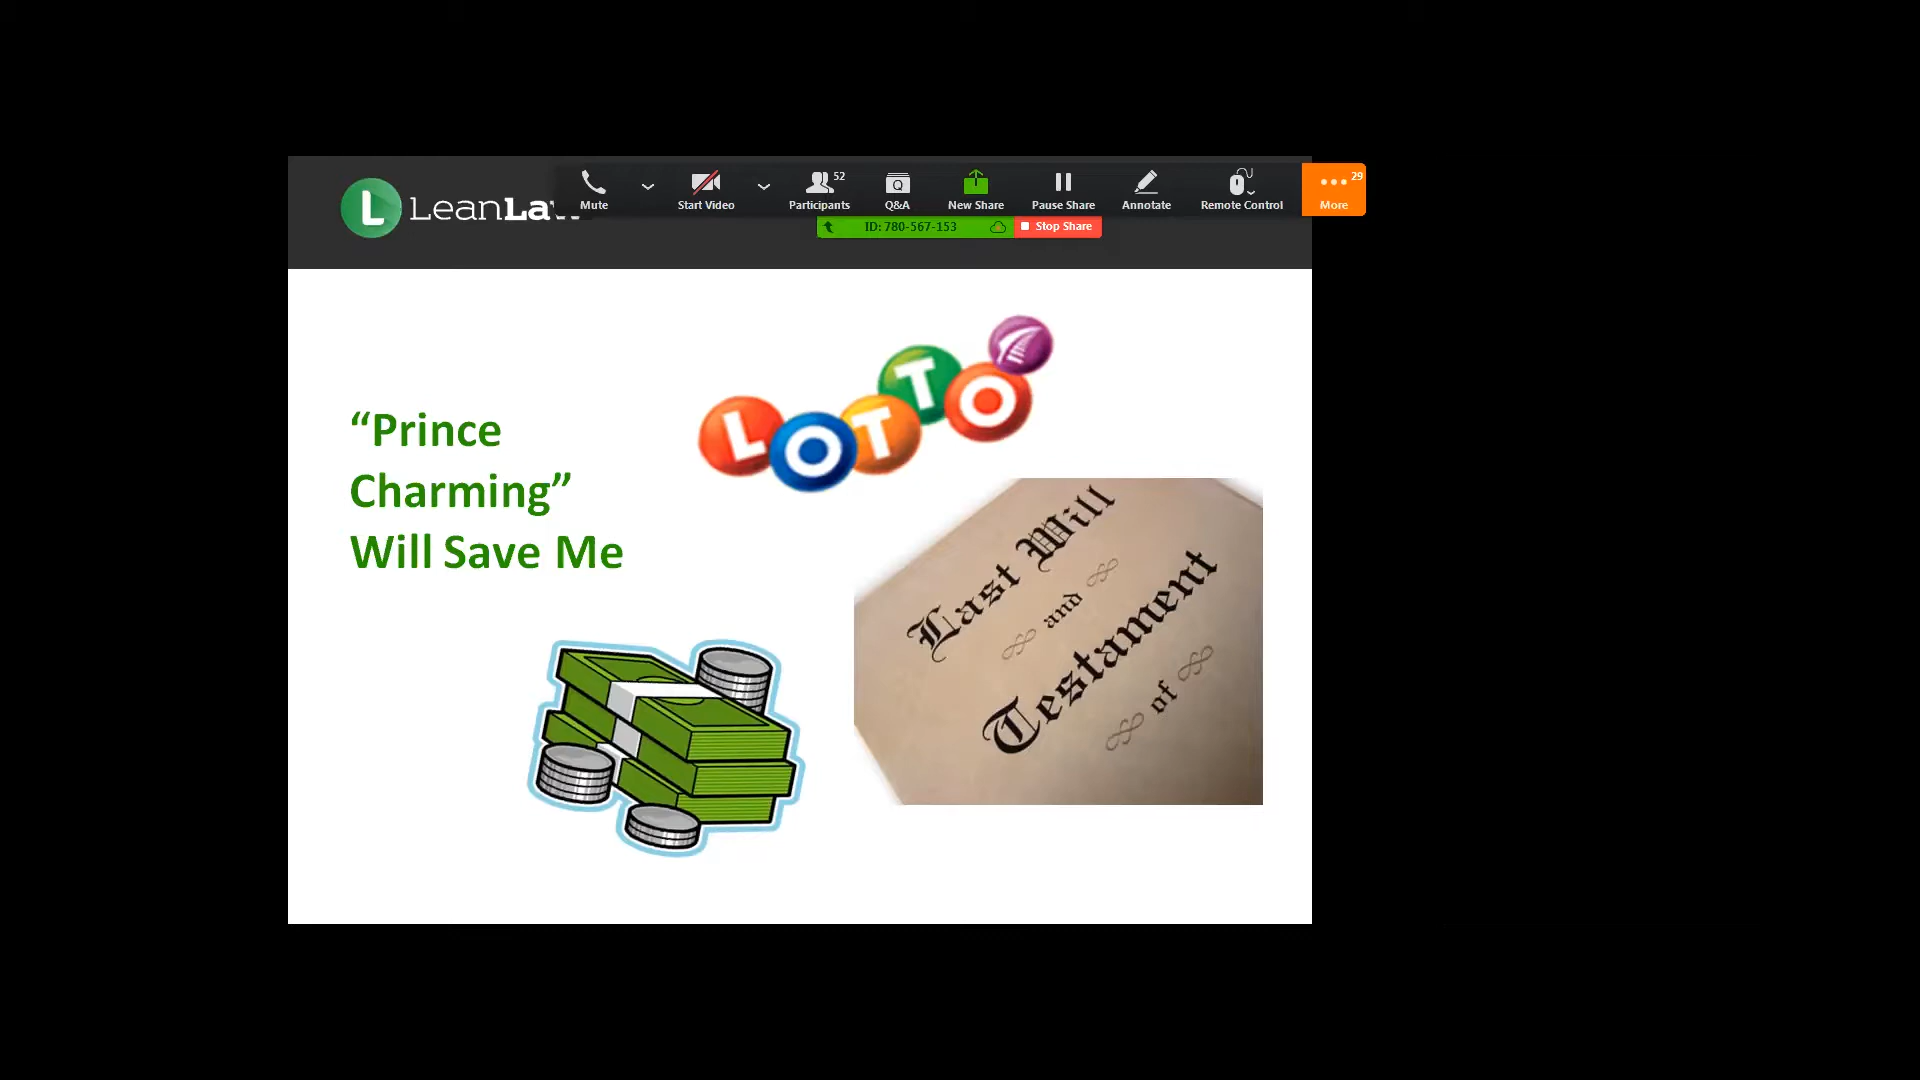 LeanLaw
52
29
Mute
Start Video
Participants
Q&A
New Share
Pause Share
Annotate
Remote Control
More
ID: 780-567-153
Stop Share
LOTTO
“Prince
Charming”
Will Save Me
Last Will
and
Testament
of